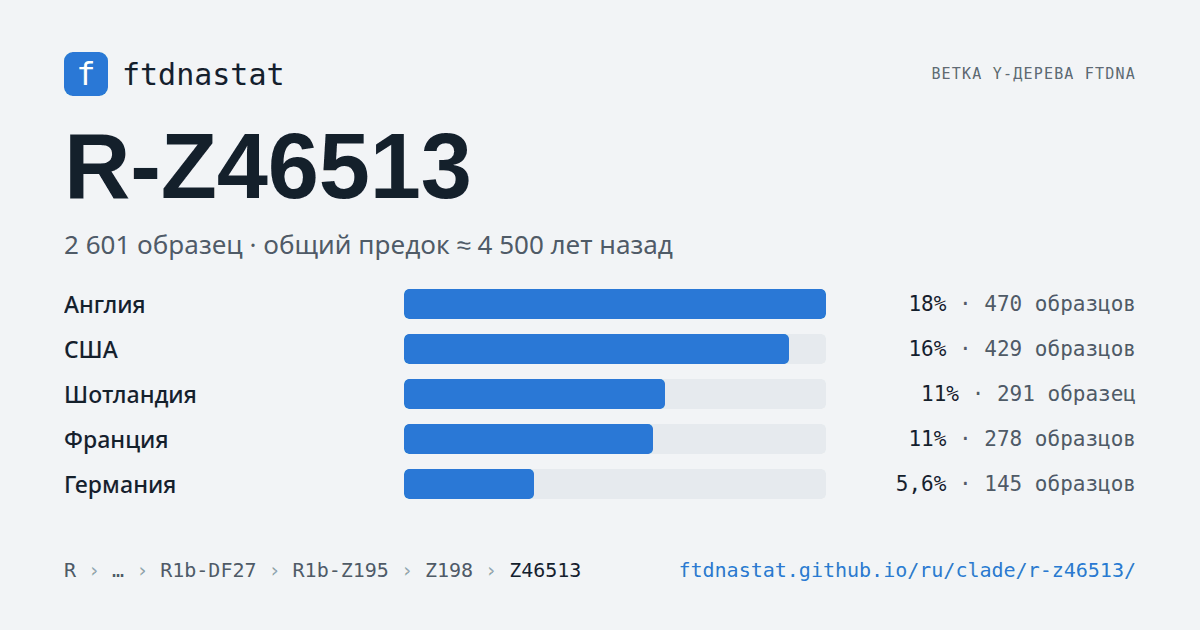 f ftdnastat
ВЕТКА Y-ДЕРЕВА FTDNA
R-Z46513
2 601 образец · общий предок ≈ 4 500 лет назад
Англия 18% · 470 образцов
США 16% · 429 образцов
Шотландия 11% · 291 образец
Франция 11% · 278 образцов
Германия 5,6% · 145 образцов
R › … › R1b-DF27 › R1b-Z195 › Z198 › Z46513
ftdnastat.github.io/ru/clade/r-z46513/